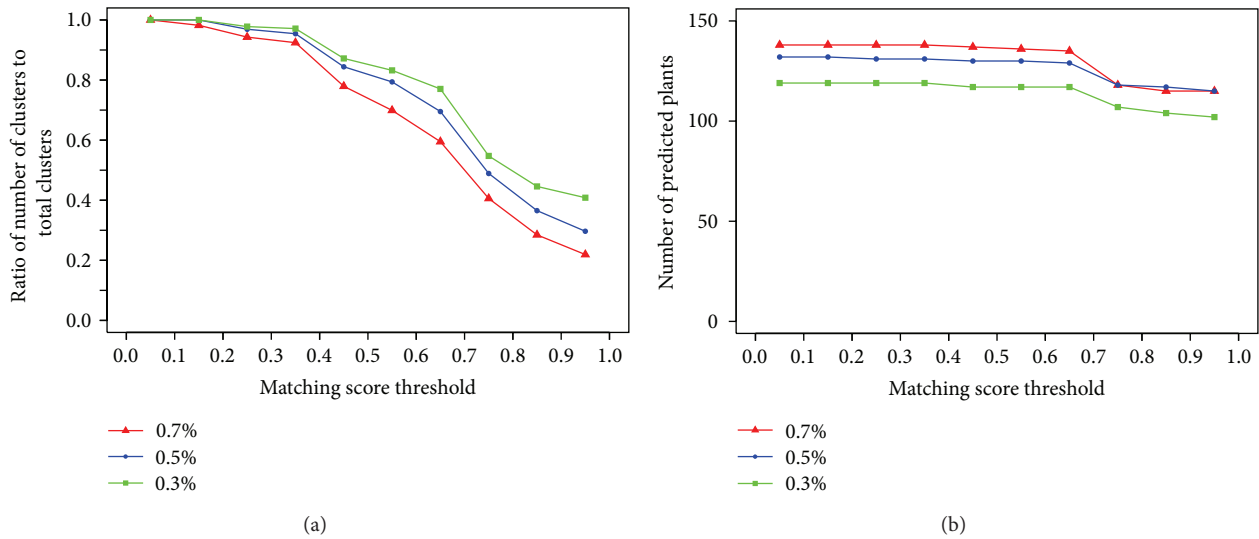 Ratio of number of clusters to
total clusters
1.0
0.8
0.6
0.4
0.2
0.0
0.0 0.1 0.2 0.3 0.4 0.5 0.6 0.7 0.8 0.9 1.0
Matching score threshold
0.7%
0.5%
0.3%
(a)
Number of predicted plants
150
100
50
0
0.0 0.1 0.2 0.3 0.4 0.5 0.6 0.7 0.8 0.9 1.0
Matching score threshold
0.7%
0.5%
0.3%
(b)